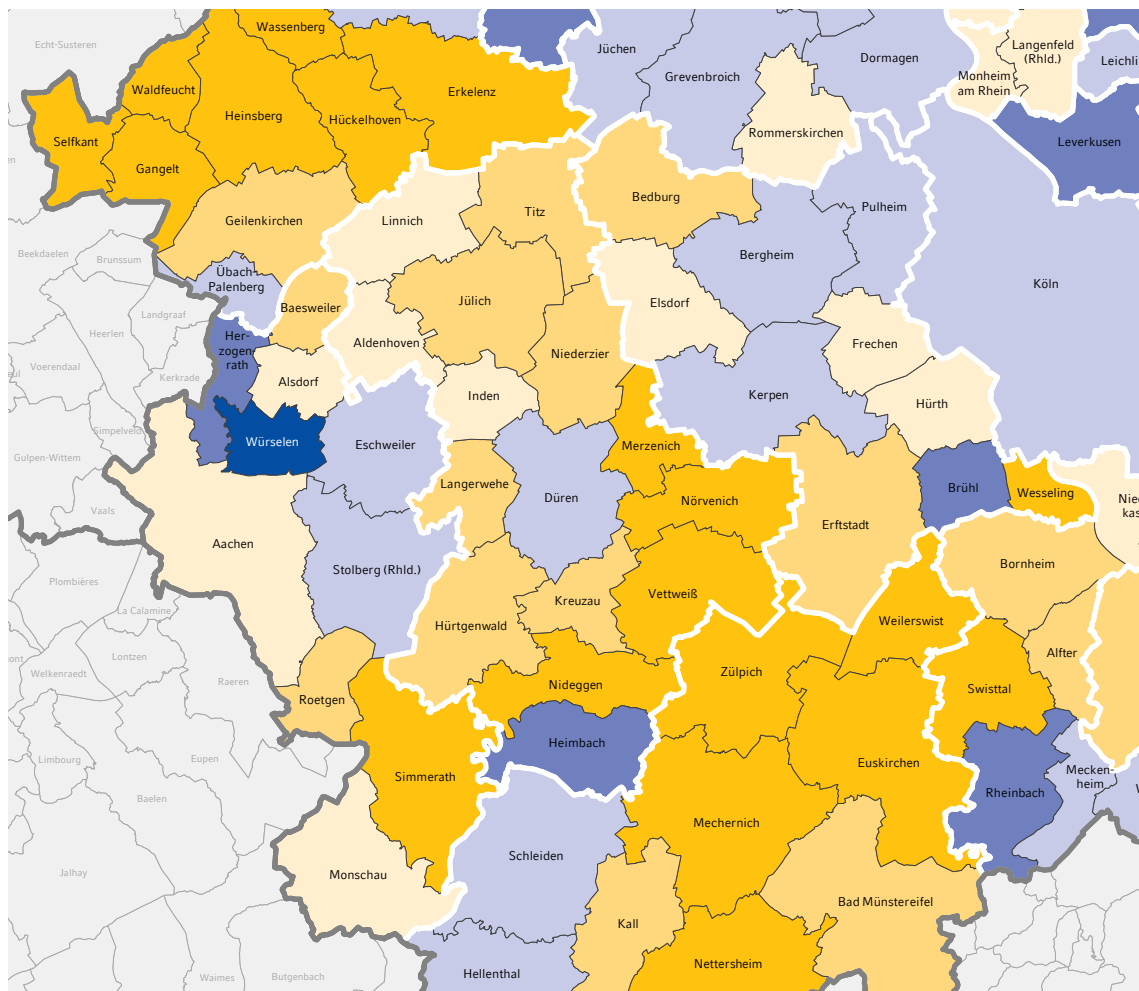 Wassenberg
Echt-Susteren
Jüchen
Langenfeld
(Rhld.)
Dormagen
Leichli
Grevenbroich
Monheim
am Rhein
Waldfeucht
Erkelenz
Heinsberg
Hückelhoven
Rommerskirchen
Leverkusen
Selfkant
Gangelt
Bedburg
Pulheim
Titz
Linnich
Geilenkirchen
Beekdaelen
Brunssum
Bergheim
Übach-
Palenberg
Köln
Jülich
Elsdorf
Baesweiler
Landgraaf
Heerlen
Her-
zogen-
rath
Aldenhoven
Frechen
Niederzier
Voerendaal
Kerkrade
Alsdorf
Inden
Kerpen
Hürth
Simpelveld
Würselen
Eschweiler
Merzenich
Gulpen-Wittem
Langerwehe
Düren
Nörvenich
Brühl
Wesseling
Vaals
Erftstadt
Aachen
Bornheim
Stolberg (Rhld.)
Plombières
Vettweiß
Kreuzau
La Calamine
Hürtgenwald
Weilerswist
Alfter
Lontzen
Welkenraedt
Zülpich
Raeren
Nideggen
Swisttal
Roetgen
Heimbach
Limbourg
Eupen
Euskirchen
Simmerath
Mecken-
heim
Rheinbach
Baelen
Mechernich
Schleiden
Jalhay
Monschau
Bad Münstereifel
Kall
Nettersheim
Hellenthal
Waimes
Butgenbach